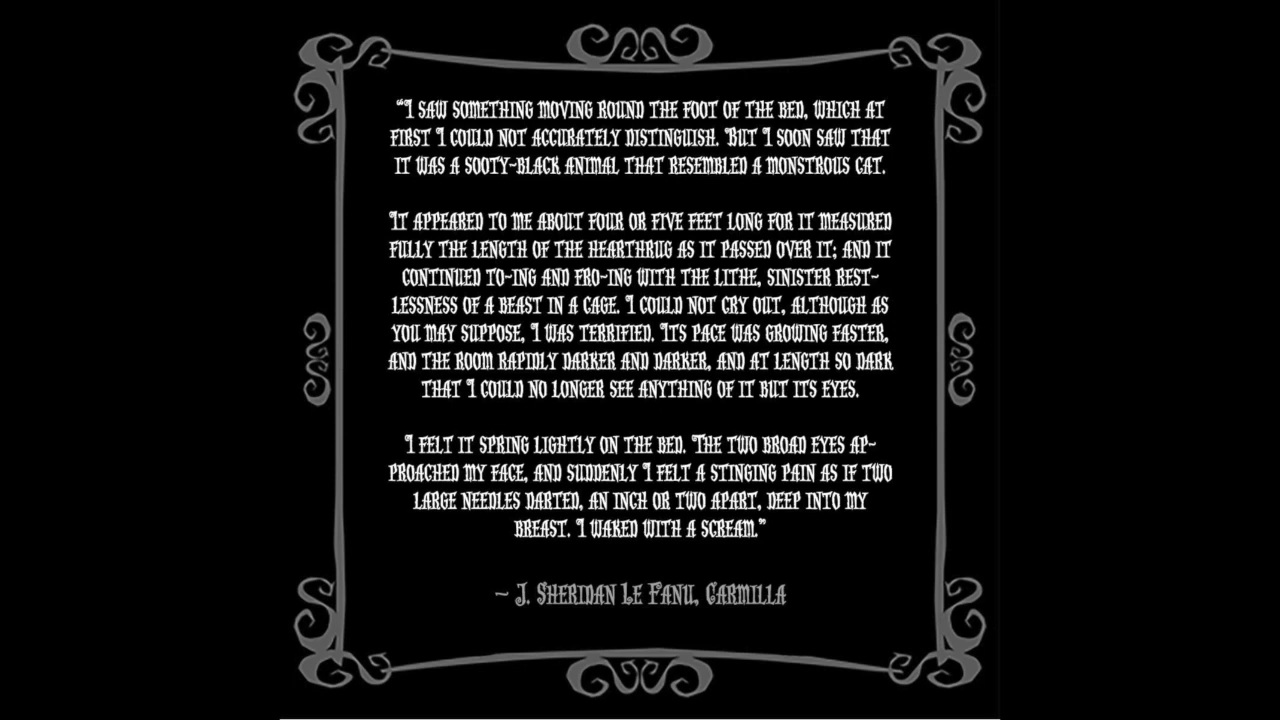 “I saw something moving round the foot of the bed, which at
first I could not accurately distinguish. But I soon saw that
it was a sooty-black animal that resembled a monstrous cat.
It appeared to me about four or five feet long for it measured
fully the length of the hearthrug as it passed over it; and it
continued to-ing and fro-ing with the lithe, sinister rest-
lessness of a beast in a cage. I could not cry out, although as
you may suppose, I was terrified. Its pace was growing faster,
and the room rapidly darker and darker, and at length so dark
that I could no longer see anything of it but its eyes.
I felt it spring lightly on the bed. The two broad eyes ap-
proached my face, and suddenly I felt a stinging pain as if two
large needles darted, an inch or two apart, deep into my
breast. I waked with a scream.”
~ J. Sheridan Le Fanu, Carmilla